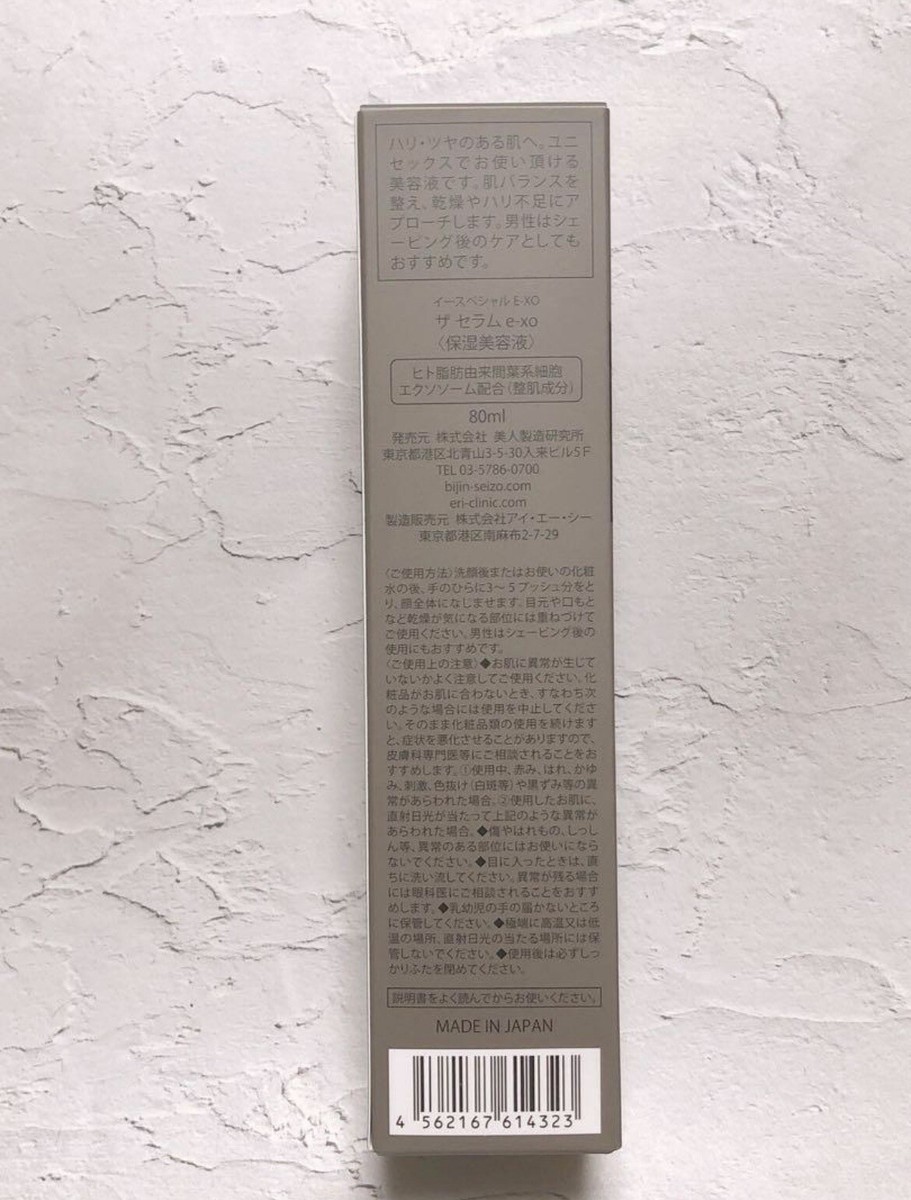 ハリ・ツヤのある肌へ。ユニ
セックスでお使い頂ける
美容液です。肌バランスを
整え、乾燥やハリ不足にア
プローチします。男性はシェ
ービング後のケアとしても
おすすめです。
イースペシャル E-XO
ザ セラム e-xo
〈保湿美容液〉
ヒト脂肪由来間葉系細胞
エクソソーム配合（整肌成分）
80ml
発売元 株式会社 美人製造研究所
東京都港区北青山3-5-30入来ビル5F
TEL 03-5786-0700
bijin-seizo.com
eri-clinic.com
製造販売元 株式会社アイ・エー・シー
東京都港区南麻布2-7-29
〈ご使用方法〉洗顔後またはお使いの化粧
水の後、手のひらに3〜5プッシュ分をと
り、顔全体になじませます。目元や口もと
など乾燥が気になる部位には重ねづけて
ご使用ください。男性はシェービング後の
使用にもおすすめです。
〈ご使用上の注意〉◆お肌に異常が生じて
いないかよく注意してご使用ください。化
粧品がお肌に合わないとき、すなわち次
のような場合には使用を中止してくださ
い。そのまま化粧品類の使用を続けます
と、症状を悪化させることがありますので、
皮膚科専門医等にご相談されることをお
すすめします。①使用中、赤み、はれ、かゆ
み、刺激、色抜け（白斑等）や黒ずみ等の異
常があらわれた場合。②使用したお肌に、
直射日光が当たって上記のような異常が
あらわれた場合。◆傷やはれもの、しっし
ん等、異常のある部位にはお使いになら
ないでください。◆目に入ったときは、直
ちに洗い流してください。異常が残る場合
には眼科医にご相談されることをおすす
めします。◆乳幼児の手の届かないところ
に保管してください。◆極端に高温又は低
温の場所、直射日光の当たる場所には保
管しないでください。◆使用後は必ずしっ
かりふたを閉めてください。
説明書をよく読んでからお使いください。
MADE IN JAPAN
4 562167 614323